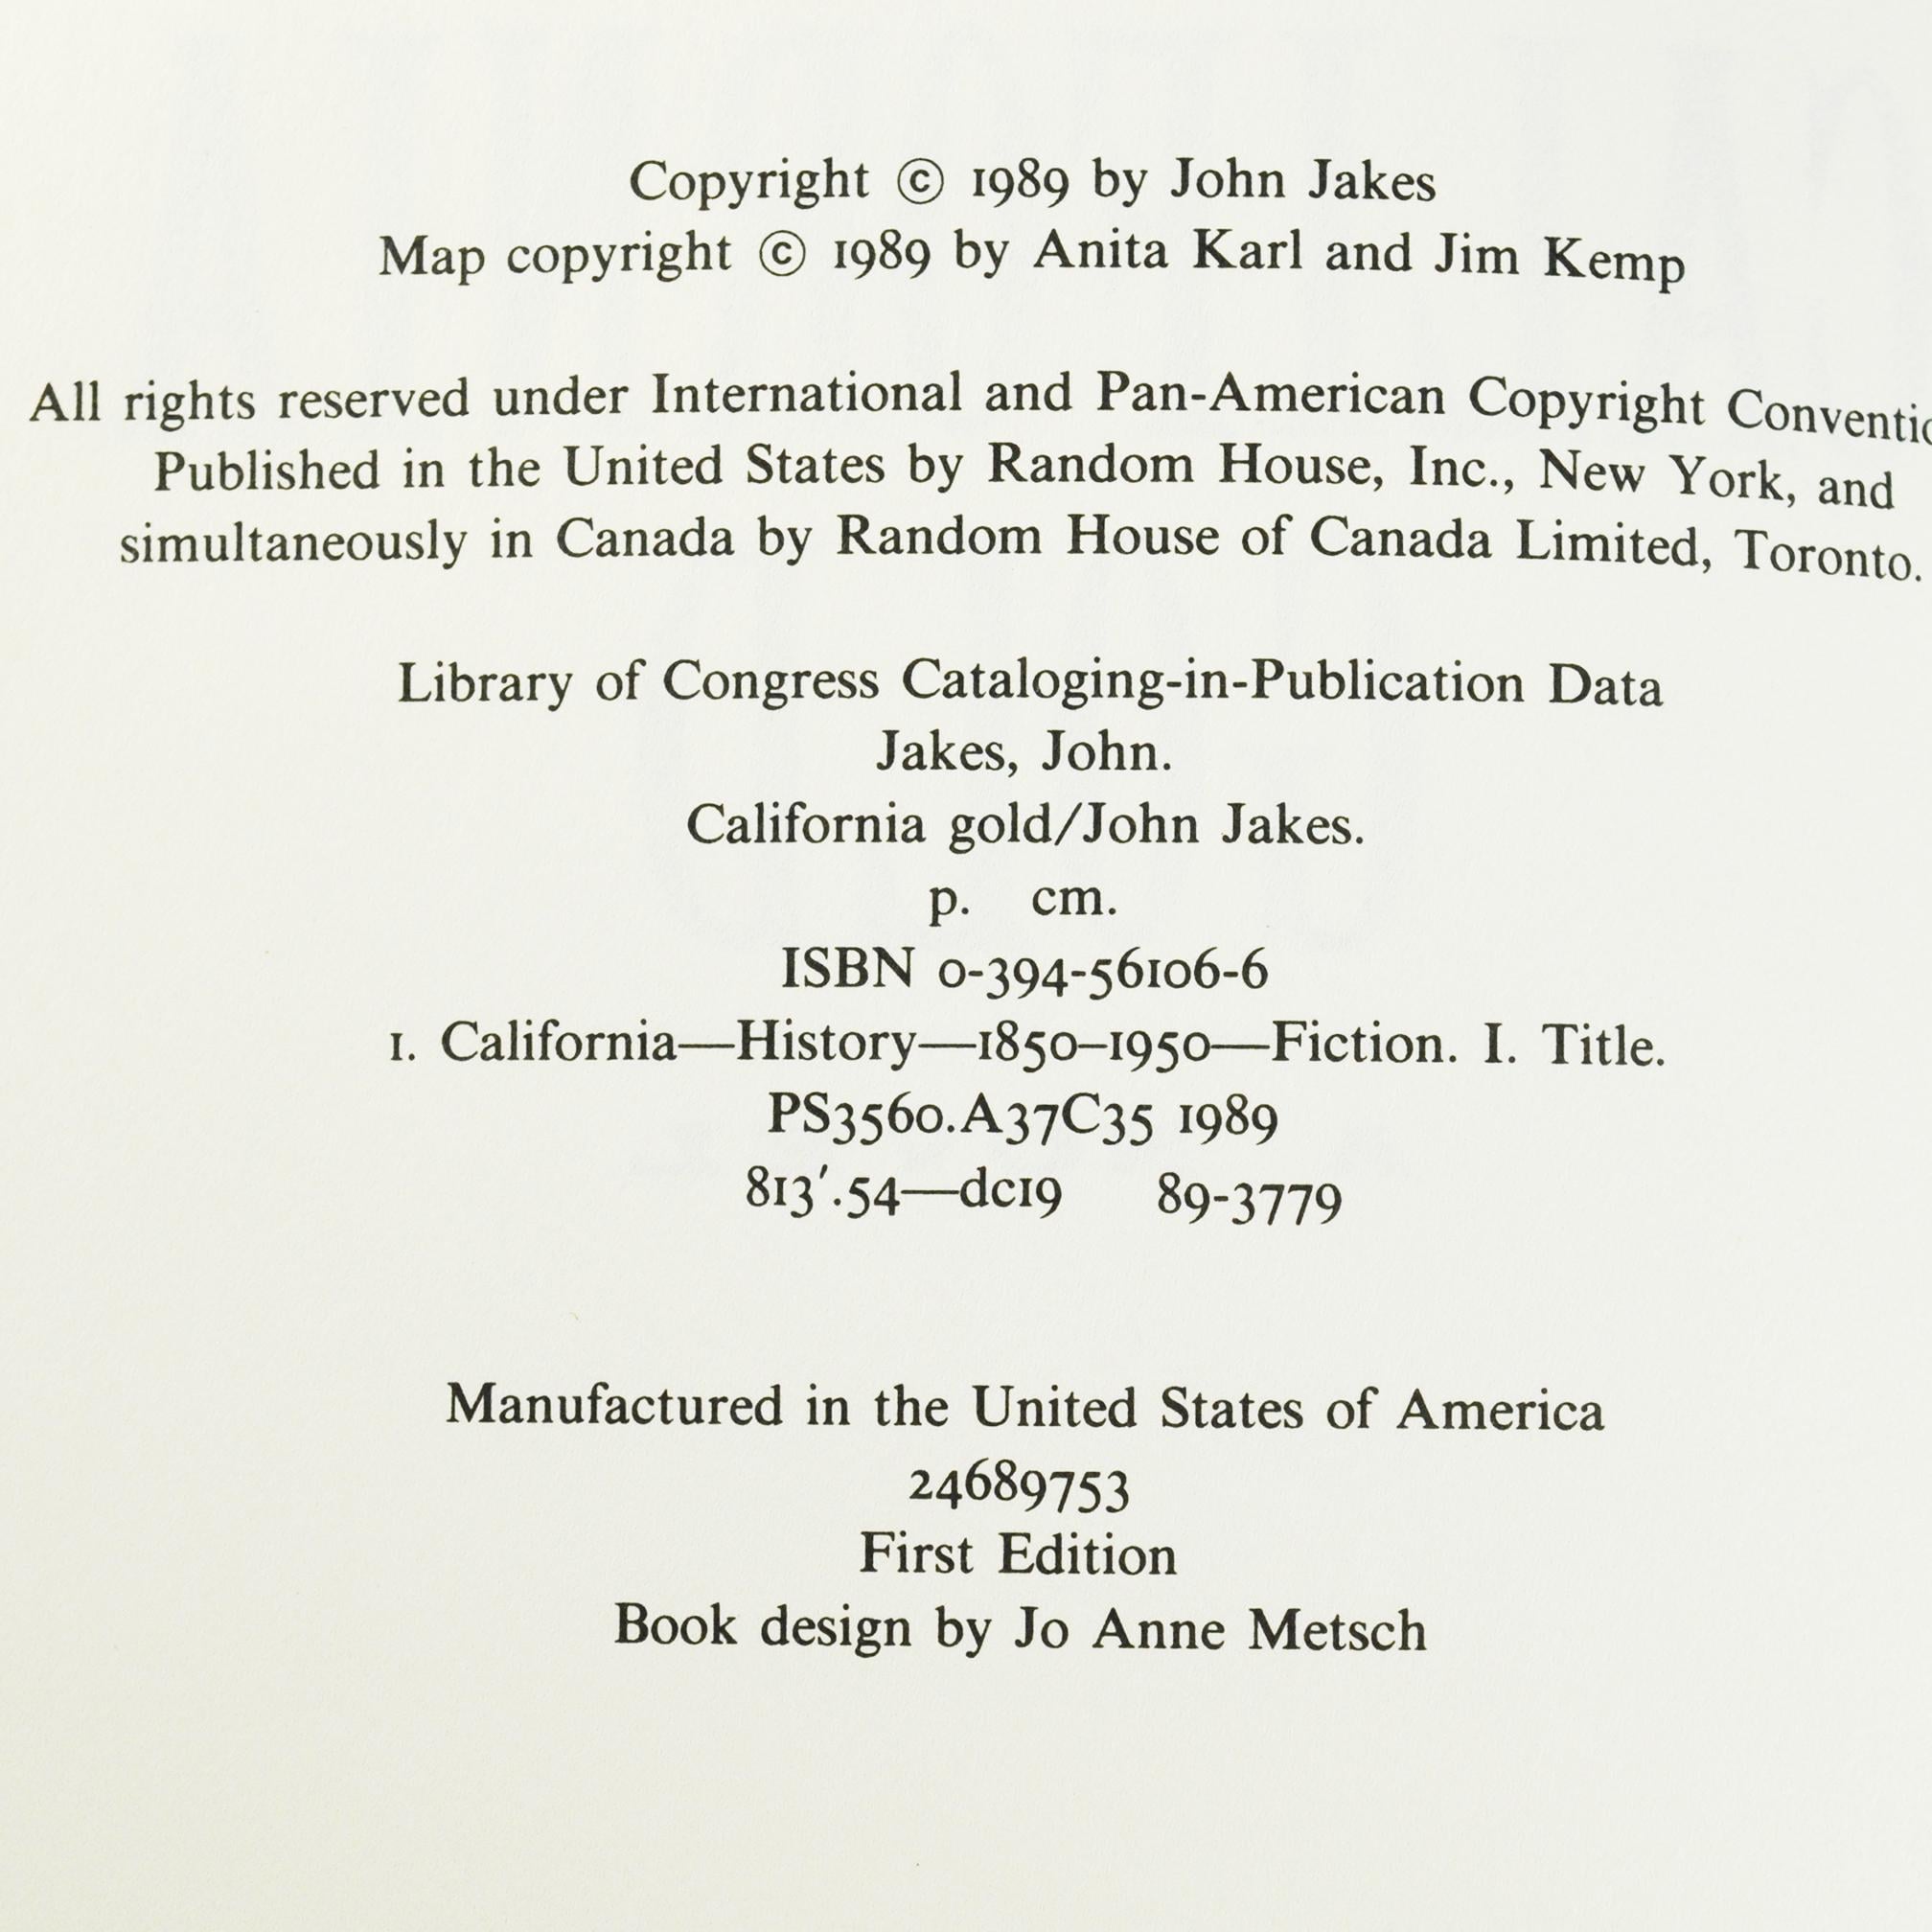 Copyright © 1989 by John Jakes
Map copyright © 1989 by Anita Karl and Jim Kemp
All rights reserved under International and Pan-American Copyright
Published in the United States by Random House, Inc., New York, and
simultaneously in Canada by Random House of Canada Limited, Toronto.
Library of Congress Cataloging-in-Publication Data
Jakes, John.
California gold/John Jakes.
p. cm.
ISBN 0-394-56106-6
1. California—History—1850–1950—Fiction. I. Title.
PS3560.A37C35 1989
813′.54—dc19 89-3779
Manufactured in the United States of America
24689753
First Edition
Book design by Jo Anne Metsch